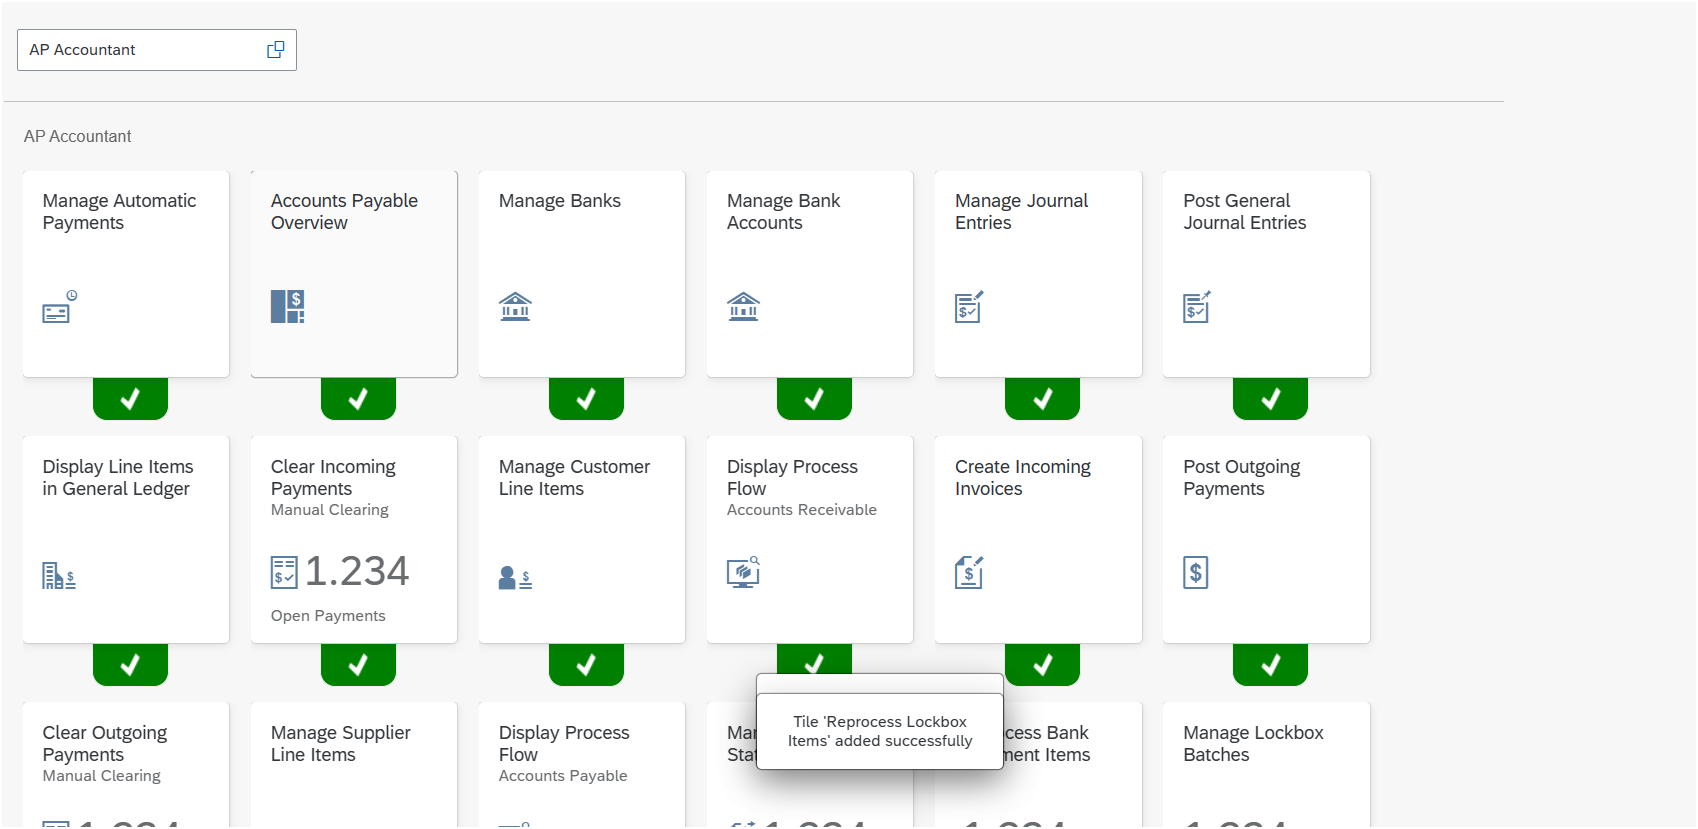 AP Accountant
AP Accountant
Manage Automatic
Payments
Accounts Payable
Overview
Manage Banks
Manage Bank
Accounts
Manage Journal
Entries
Post General
Journal Entries
Display Line Items
in General Ledger
Clear Incoming
Payments
Manual Clearing
1.234
Open Payments
Manage Customer
Line Items
Display Process
Flow
Accounts Receivable
Create Incoming
Invoices
Post Outgoing
Payments
Clear Outgoing
Payments
Manual Clearing
Manage Supplier
Line Items
Display Process
Flow
Accounts Payable
Tile 'Reprocess Lockbox
Items' added successfully
Bank
Items
Manage Lockbox
Batches